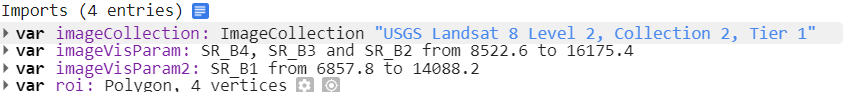 Imports (4 entries)
var imageCollection: ImageCollection "USGS Landsat 8 Level 2, Collection 2, Tier 1"
var imageVisParam: SR_B4, SR_B3 and SR_B2 from 8522.6 to 16175.4
var imageVisParam2: SR_B1 from 6857.8 to 14088.2
var roi: Polygon, 4 vertices